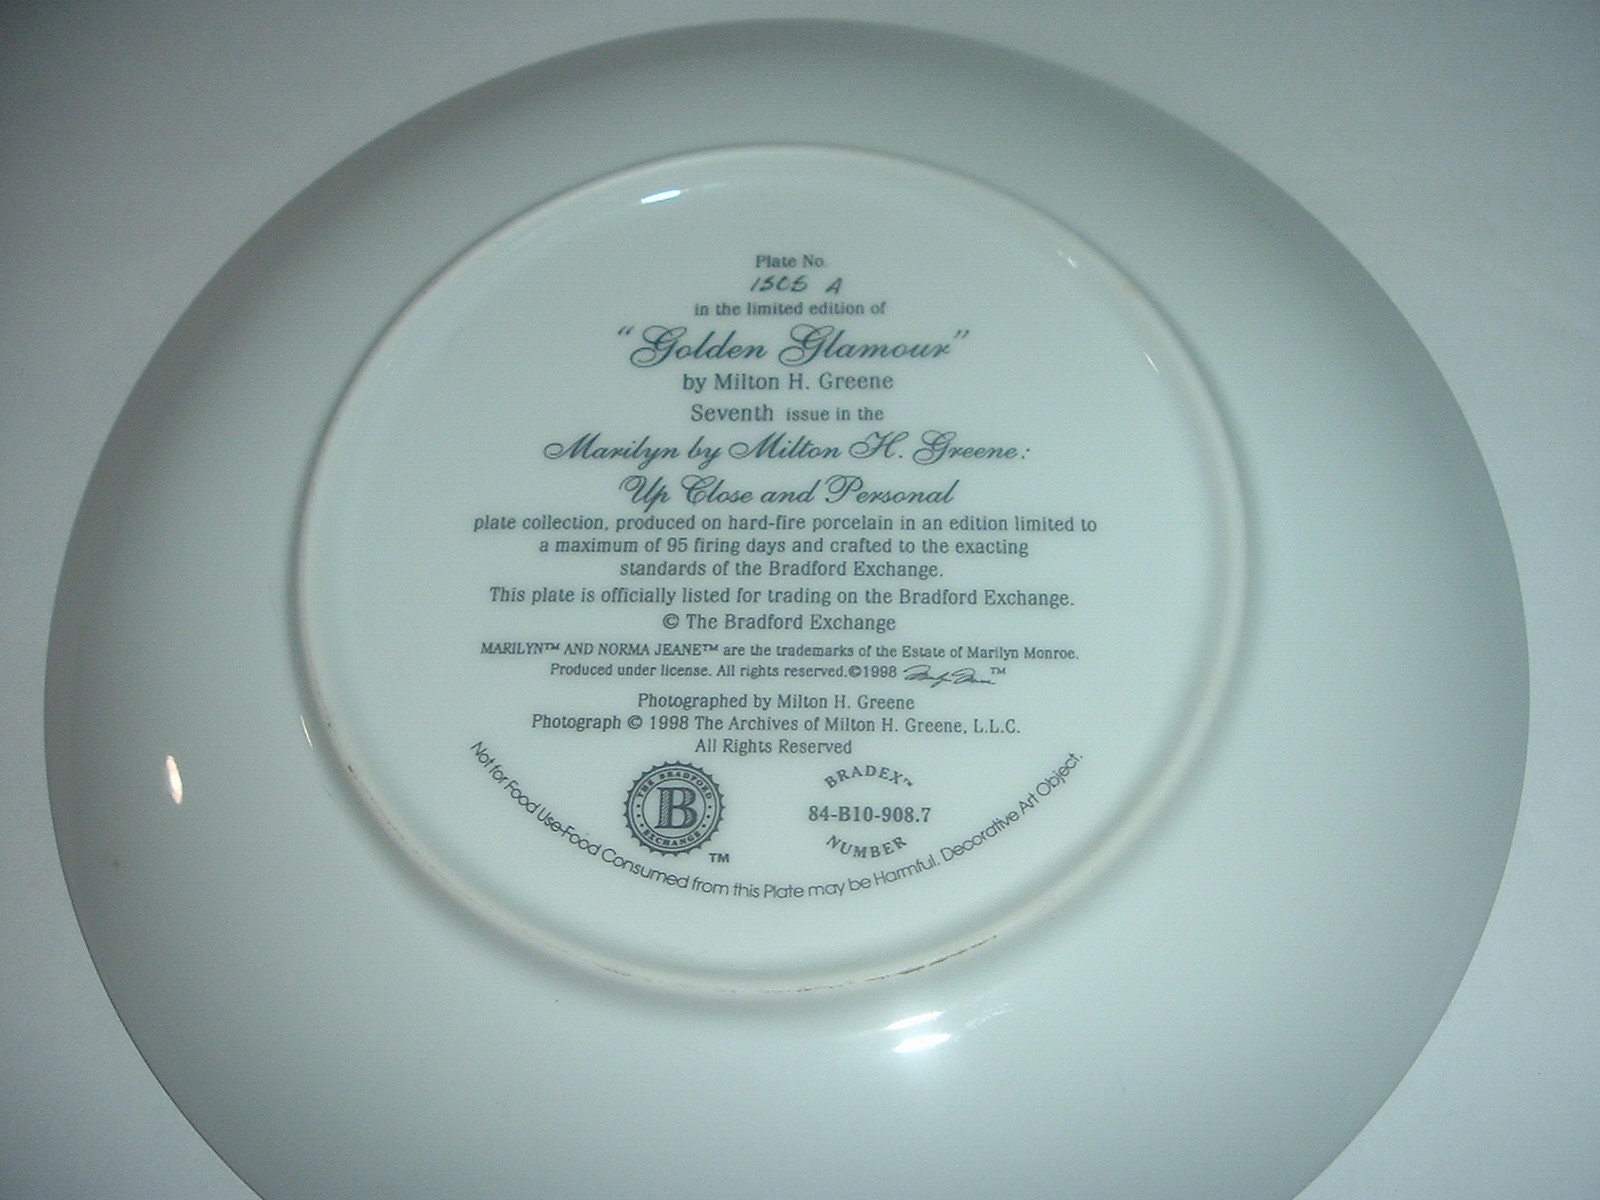 Plate No.
1505 A
in the limited edition of
"Golden Glamour"
by Milton H. Greene
Seventh issue in the
Marilyn by Milton H. Greene:
Up Close and Personal
plate collection, produced on hard-fire porcelain in an edition limited to
a maximum of 95 firing days and crafted to the exacting
standards of the Bradford Exchange.
This plate is officially listed for trading on the Bradford Exchange.
© The Bradford Exchange
MARILYN™ AND NORMA JEANE™ are the trademarks of the Estate of Marilyn Monroe.
Produced under license. All rights reserved.©1998 Marilyn Monroe™
Photographed by Milton H. Greene
Photograph © 1998 The Archives of Milton H. Greene, L.L.C.
All Rights Reserved
THE BRADFORD
B
EXCHANGE
TM
BRADEX™
84-B10-908.7
NUMBER
Not for Food Use-Food Consumed from this Plate may be Harmful. Decorative Art Object.